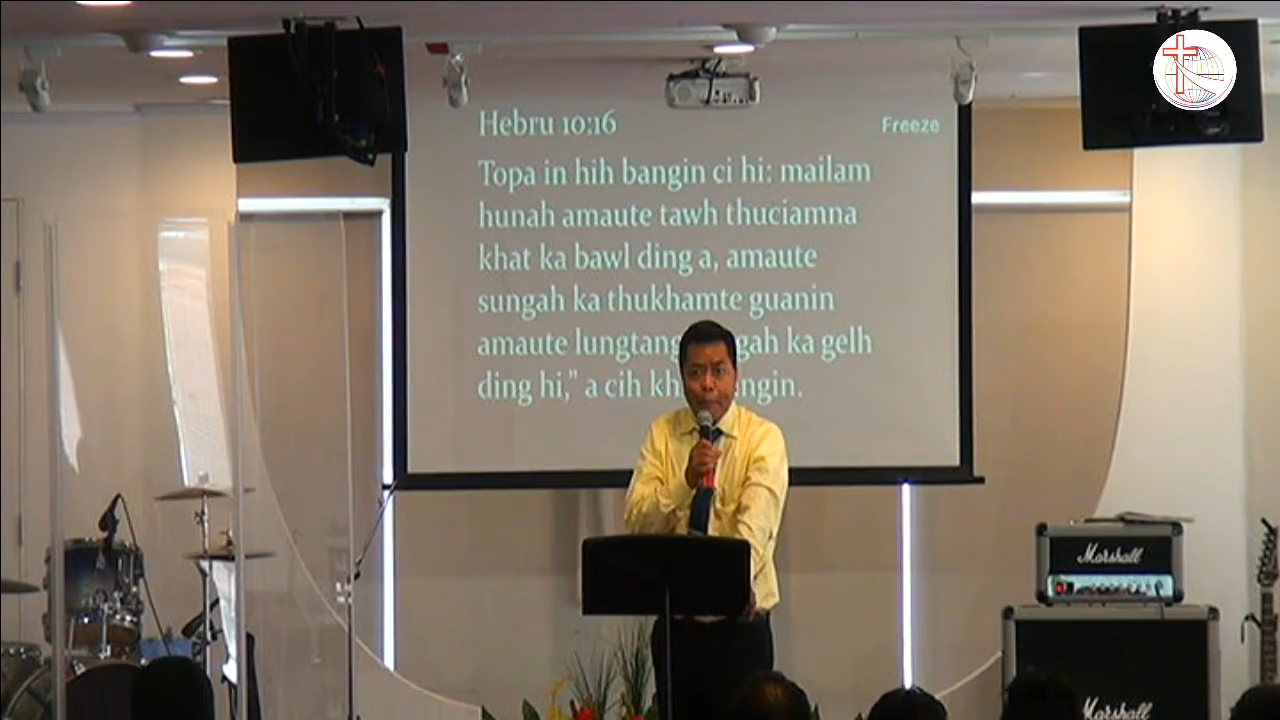 Hebru 10:16
Freeze
Topa in hih bangin ci hi: mailam
hunah amaute tawh thuciamna
khat ka bawl ding a, amaute
sungah ka thukhamte guanin
amaute ka gelh
ding hi,” a cih
Marshall
Marshall